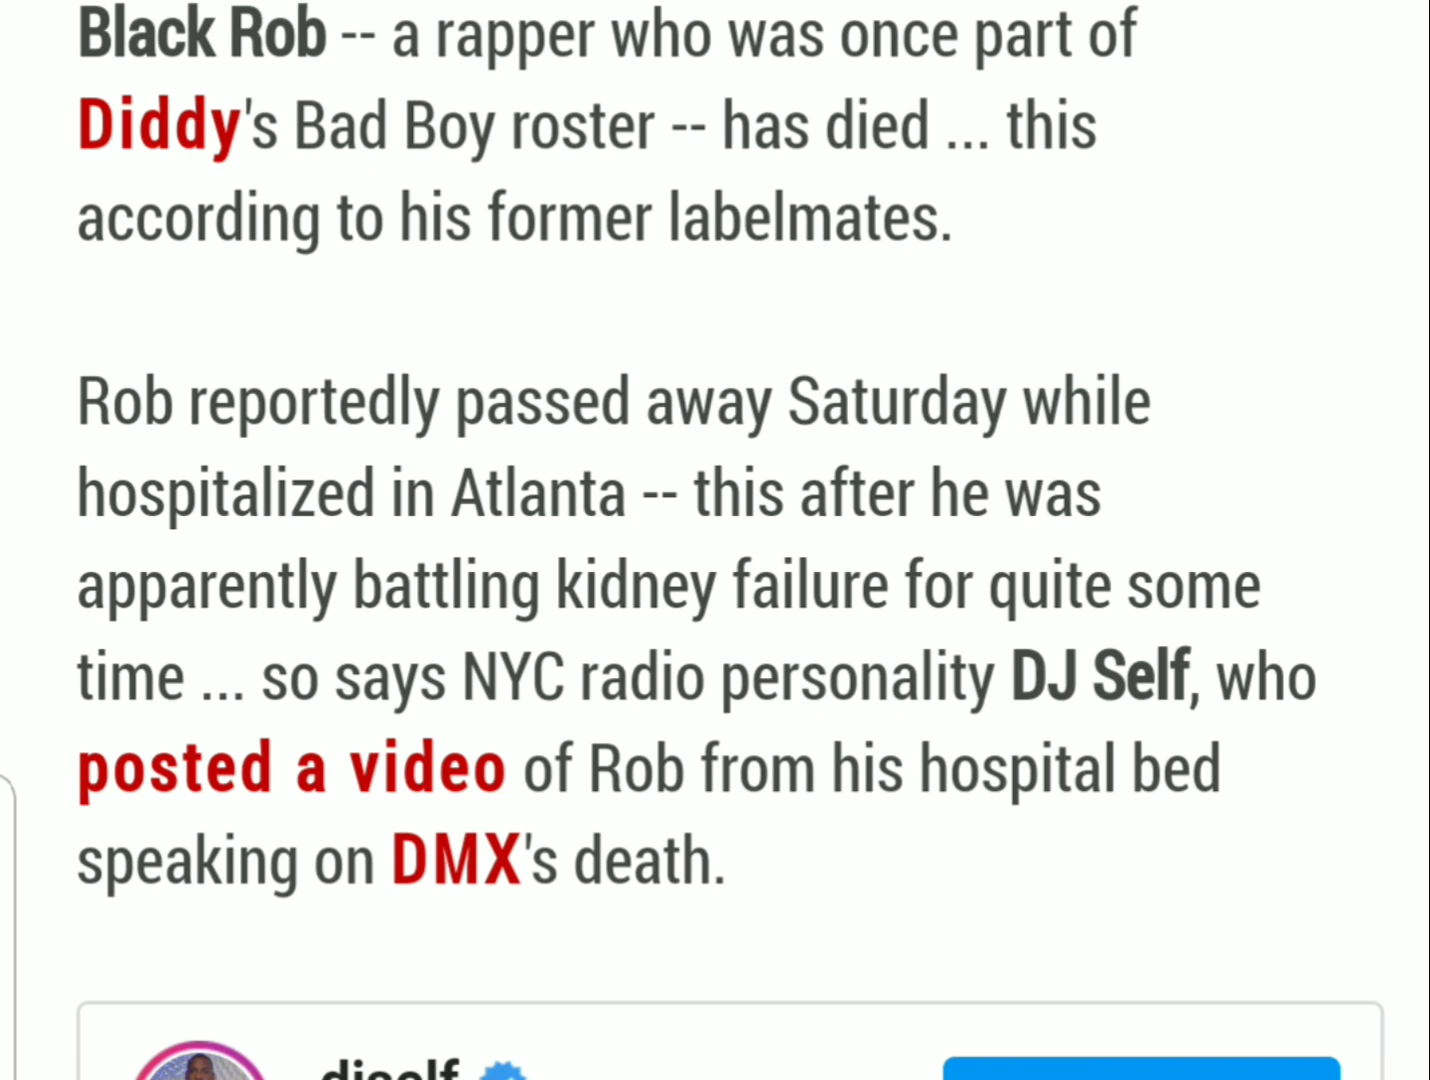 Black Rob -- a rapper who was once part of
Diddy's Bad Boy roster -- has died ... this
according to his former labelmates.
Rob reportedly passed away Saturday while
hospitalized in Atlanta -- this after he was
apparently battling kidney failure for quite some
time ... so says NYC radio personality DJ Self, who
posted a video of Rob from his hospital bed
speaking on DMX's death.
djself